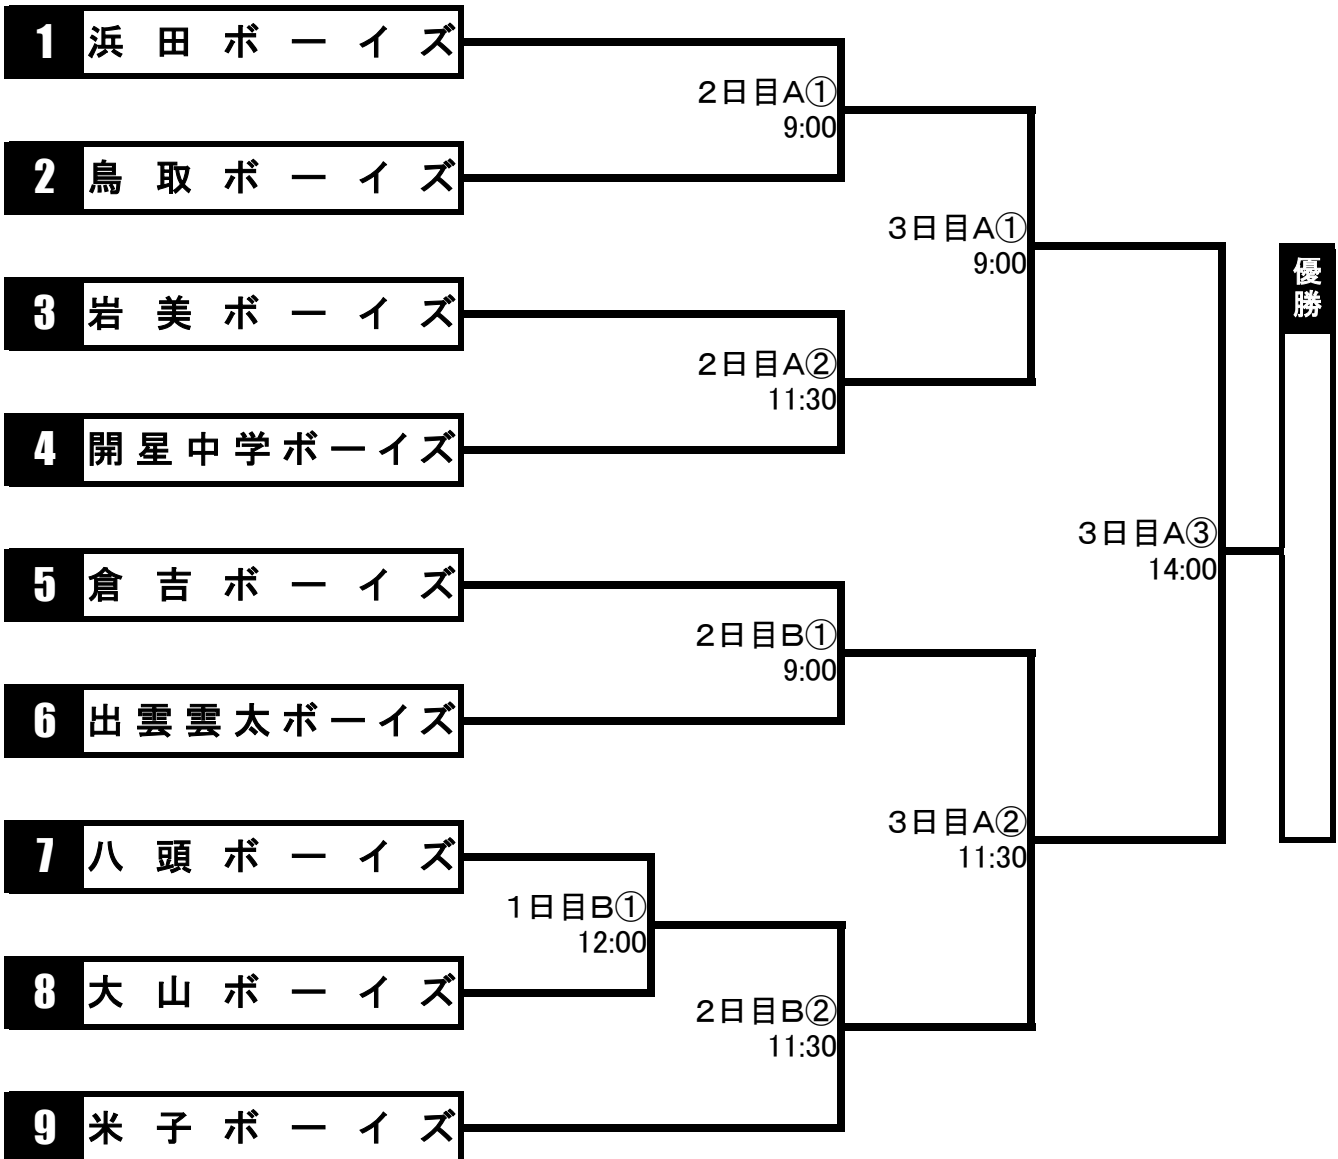 1 浜田ボーイズ
2日目A①
9:00
2 鳥取ボーイズ
3日目A①
9:00
優勝
3 岩美ボーイズ
2日目A②
11:30
4 開星中学ボーイズ
3日目A③
14:00
5 倉吉ボーイズ
2日目B①
9:00
6 出雲雲太ボーイズ
3日目A②
11:30
7 八頭ボーイズ
1日目B①
12:00
8 大山ボーイズ
2日目B②
11:30
9 米子ボーイズ